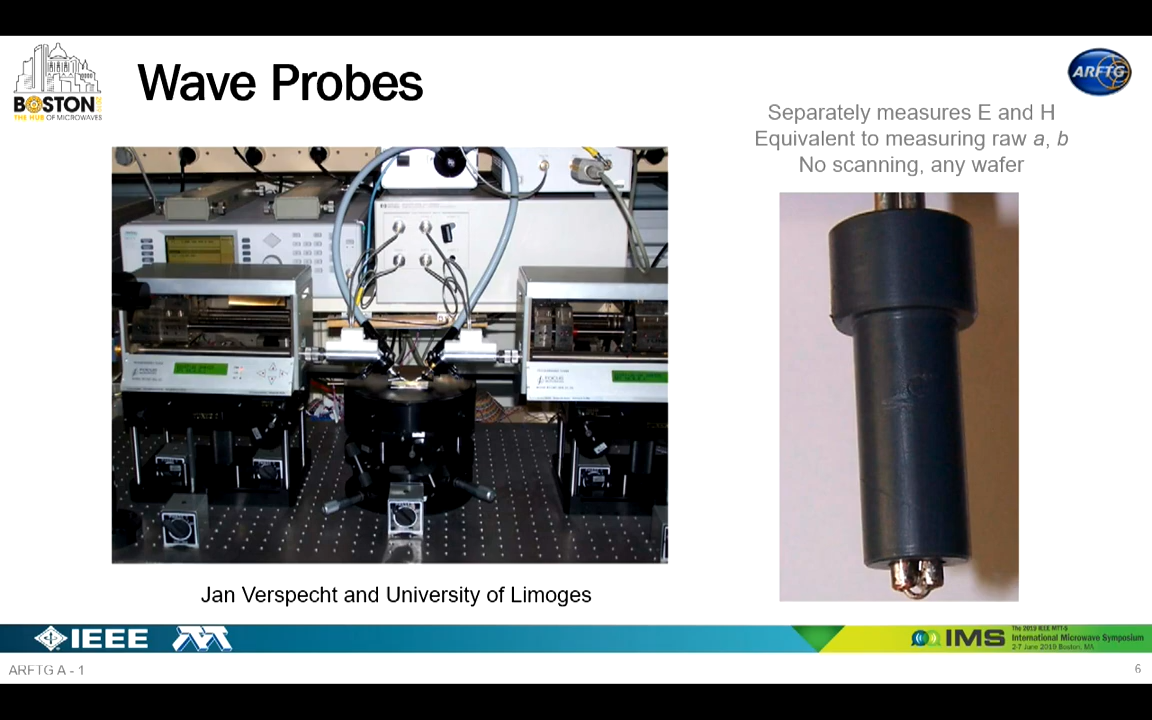 BOSTON
THE HUB OF MICROWAVES
Wave Probes
ARFTG
Separately measures E and H
Equivalent to measuring raw a, b
No scanning, any wafer
FOCUS
FOCUS
Jan Verspecht and University of Limoges
IEEE
IMS
The 2019 IEEE MTT-S
International Microwave Symposium
2-7 June 2019 Boston, MA
ARFTG A - 1
6